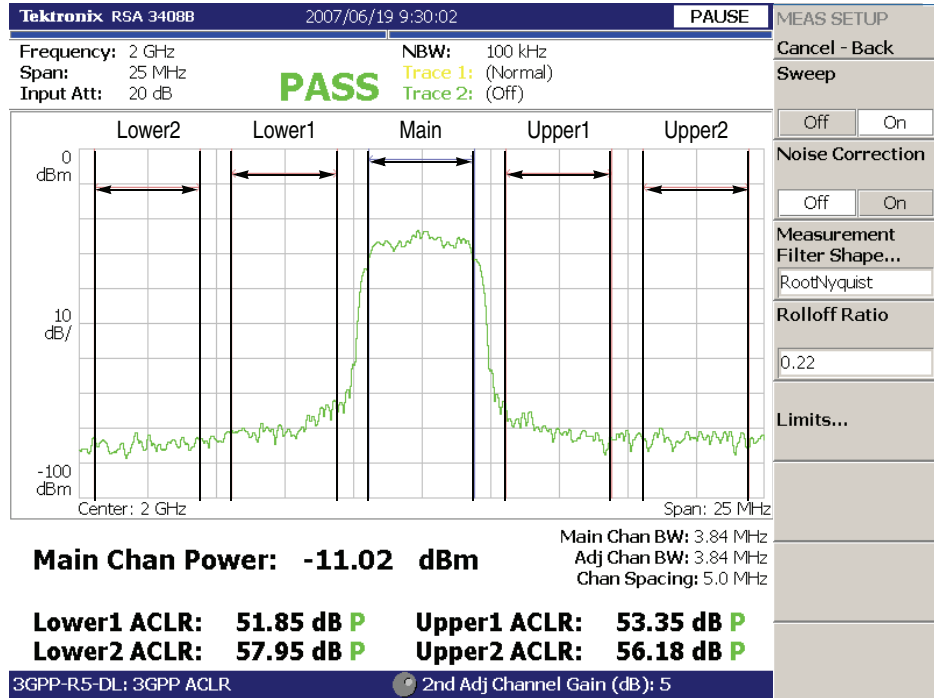 Tektronix RSA 3408B 2007/06/19 9:30:02 PAUSE
Frequency: 2 GHz
Span: 25 MHz
Input Att: 20 dB
PASS
NBW: 100 kHz
Trace 1: (Normal)
Trace 2: (Off)
Lower2 Lower1 Main Upper1 Upper2
0
dBm
10
dB/
-100
dBm
Center: 2 GHz Span: 25 MHz
Main Chan Power: -11.02 dBm
Main Chan BW: 3.84 MHz
Adj Chan BW: 3.84 MHz
Chan Spacing: 5.0 MHz
Lower1 ACLR: 51.85 dB P Upper1 ACLR: 53.35 dB P
Lower2 ACLR: 57.95 dB P Upper2 ACLR: 56.18 dB P
3GPP-R5-DL: 3GPP ACLR 2nd Adj Channel Gain (dB): 5
MEAS SETUP
Cancel - Back
Sweep
Off On
Noise Correction
Off On
Measurement
Filter Shape...
RootNyquist
Rolloff Ratio
0.22
Limits...